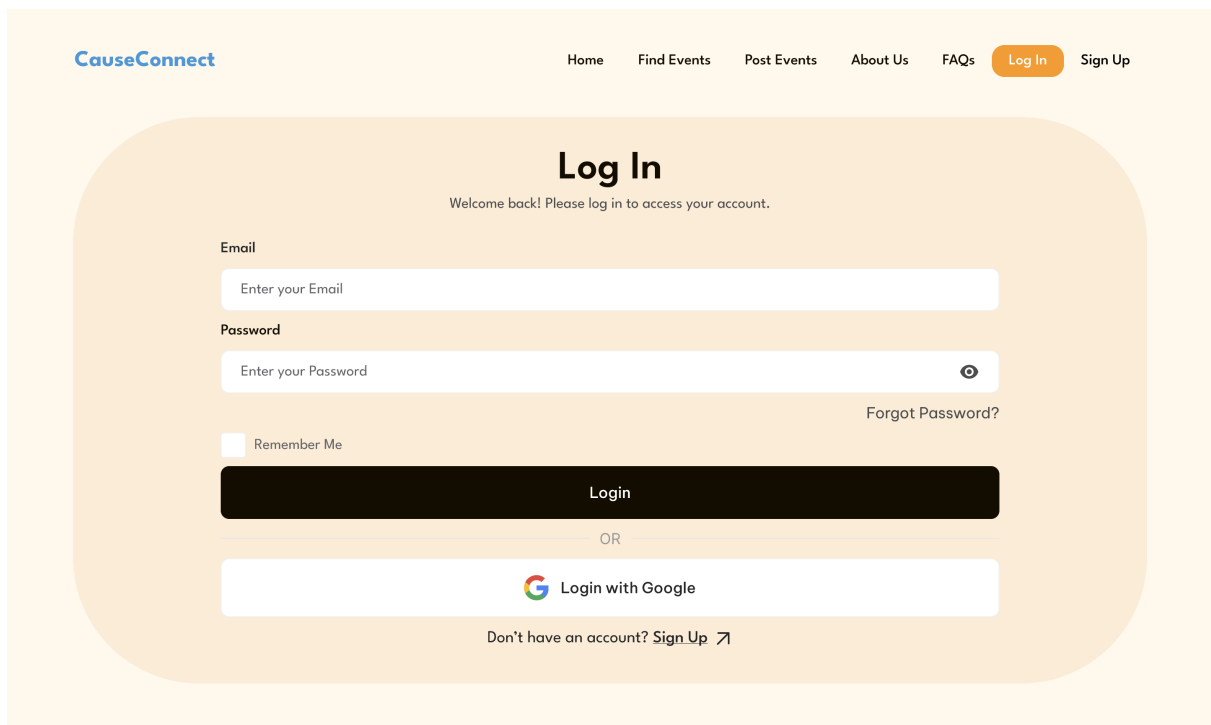 CauseConnect
Home Find Events Post Events About Us FAQs Log In Sign Up
Log In
Welcome back! Please log in to access your account.
Email
Enter your Email
Password
Enter your Password
Forgot Password?
Remember Me
Login
OR
Login with Google
Don’t have an account? Sign Up